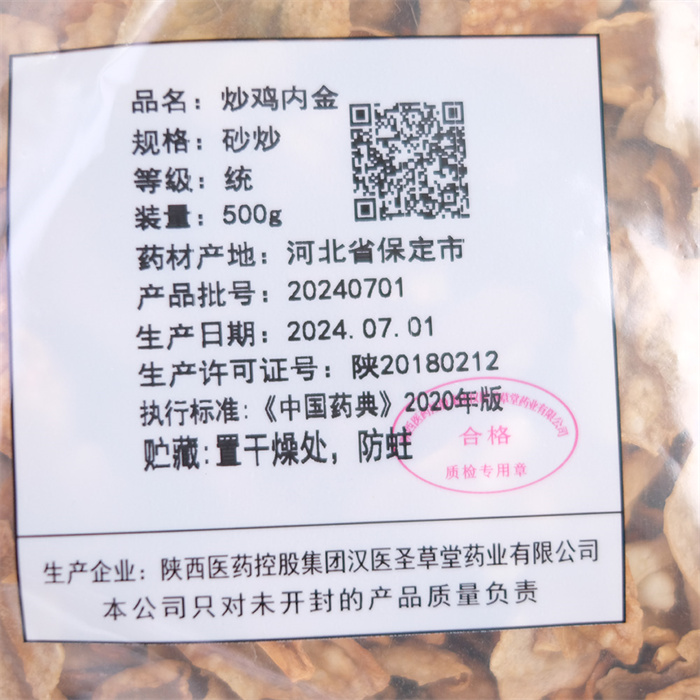 品名：炒鸡内金
规格：砂炒
等级：统
装量：500g
药材产地：河北省保定市
产品批号：20240701
生产日期：2024.07.01
生产许可证号：陕20180212
执行标准:《中国药典》2020年版
贮藏:置干燥处，防蛀
合格
质检专用章
生产企业：陕西医药控股集团汉医圣草堂药业有限公司
本公司只对未开封的产品质量负责